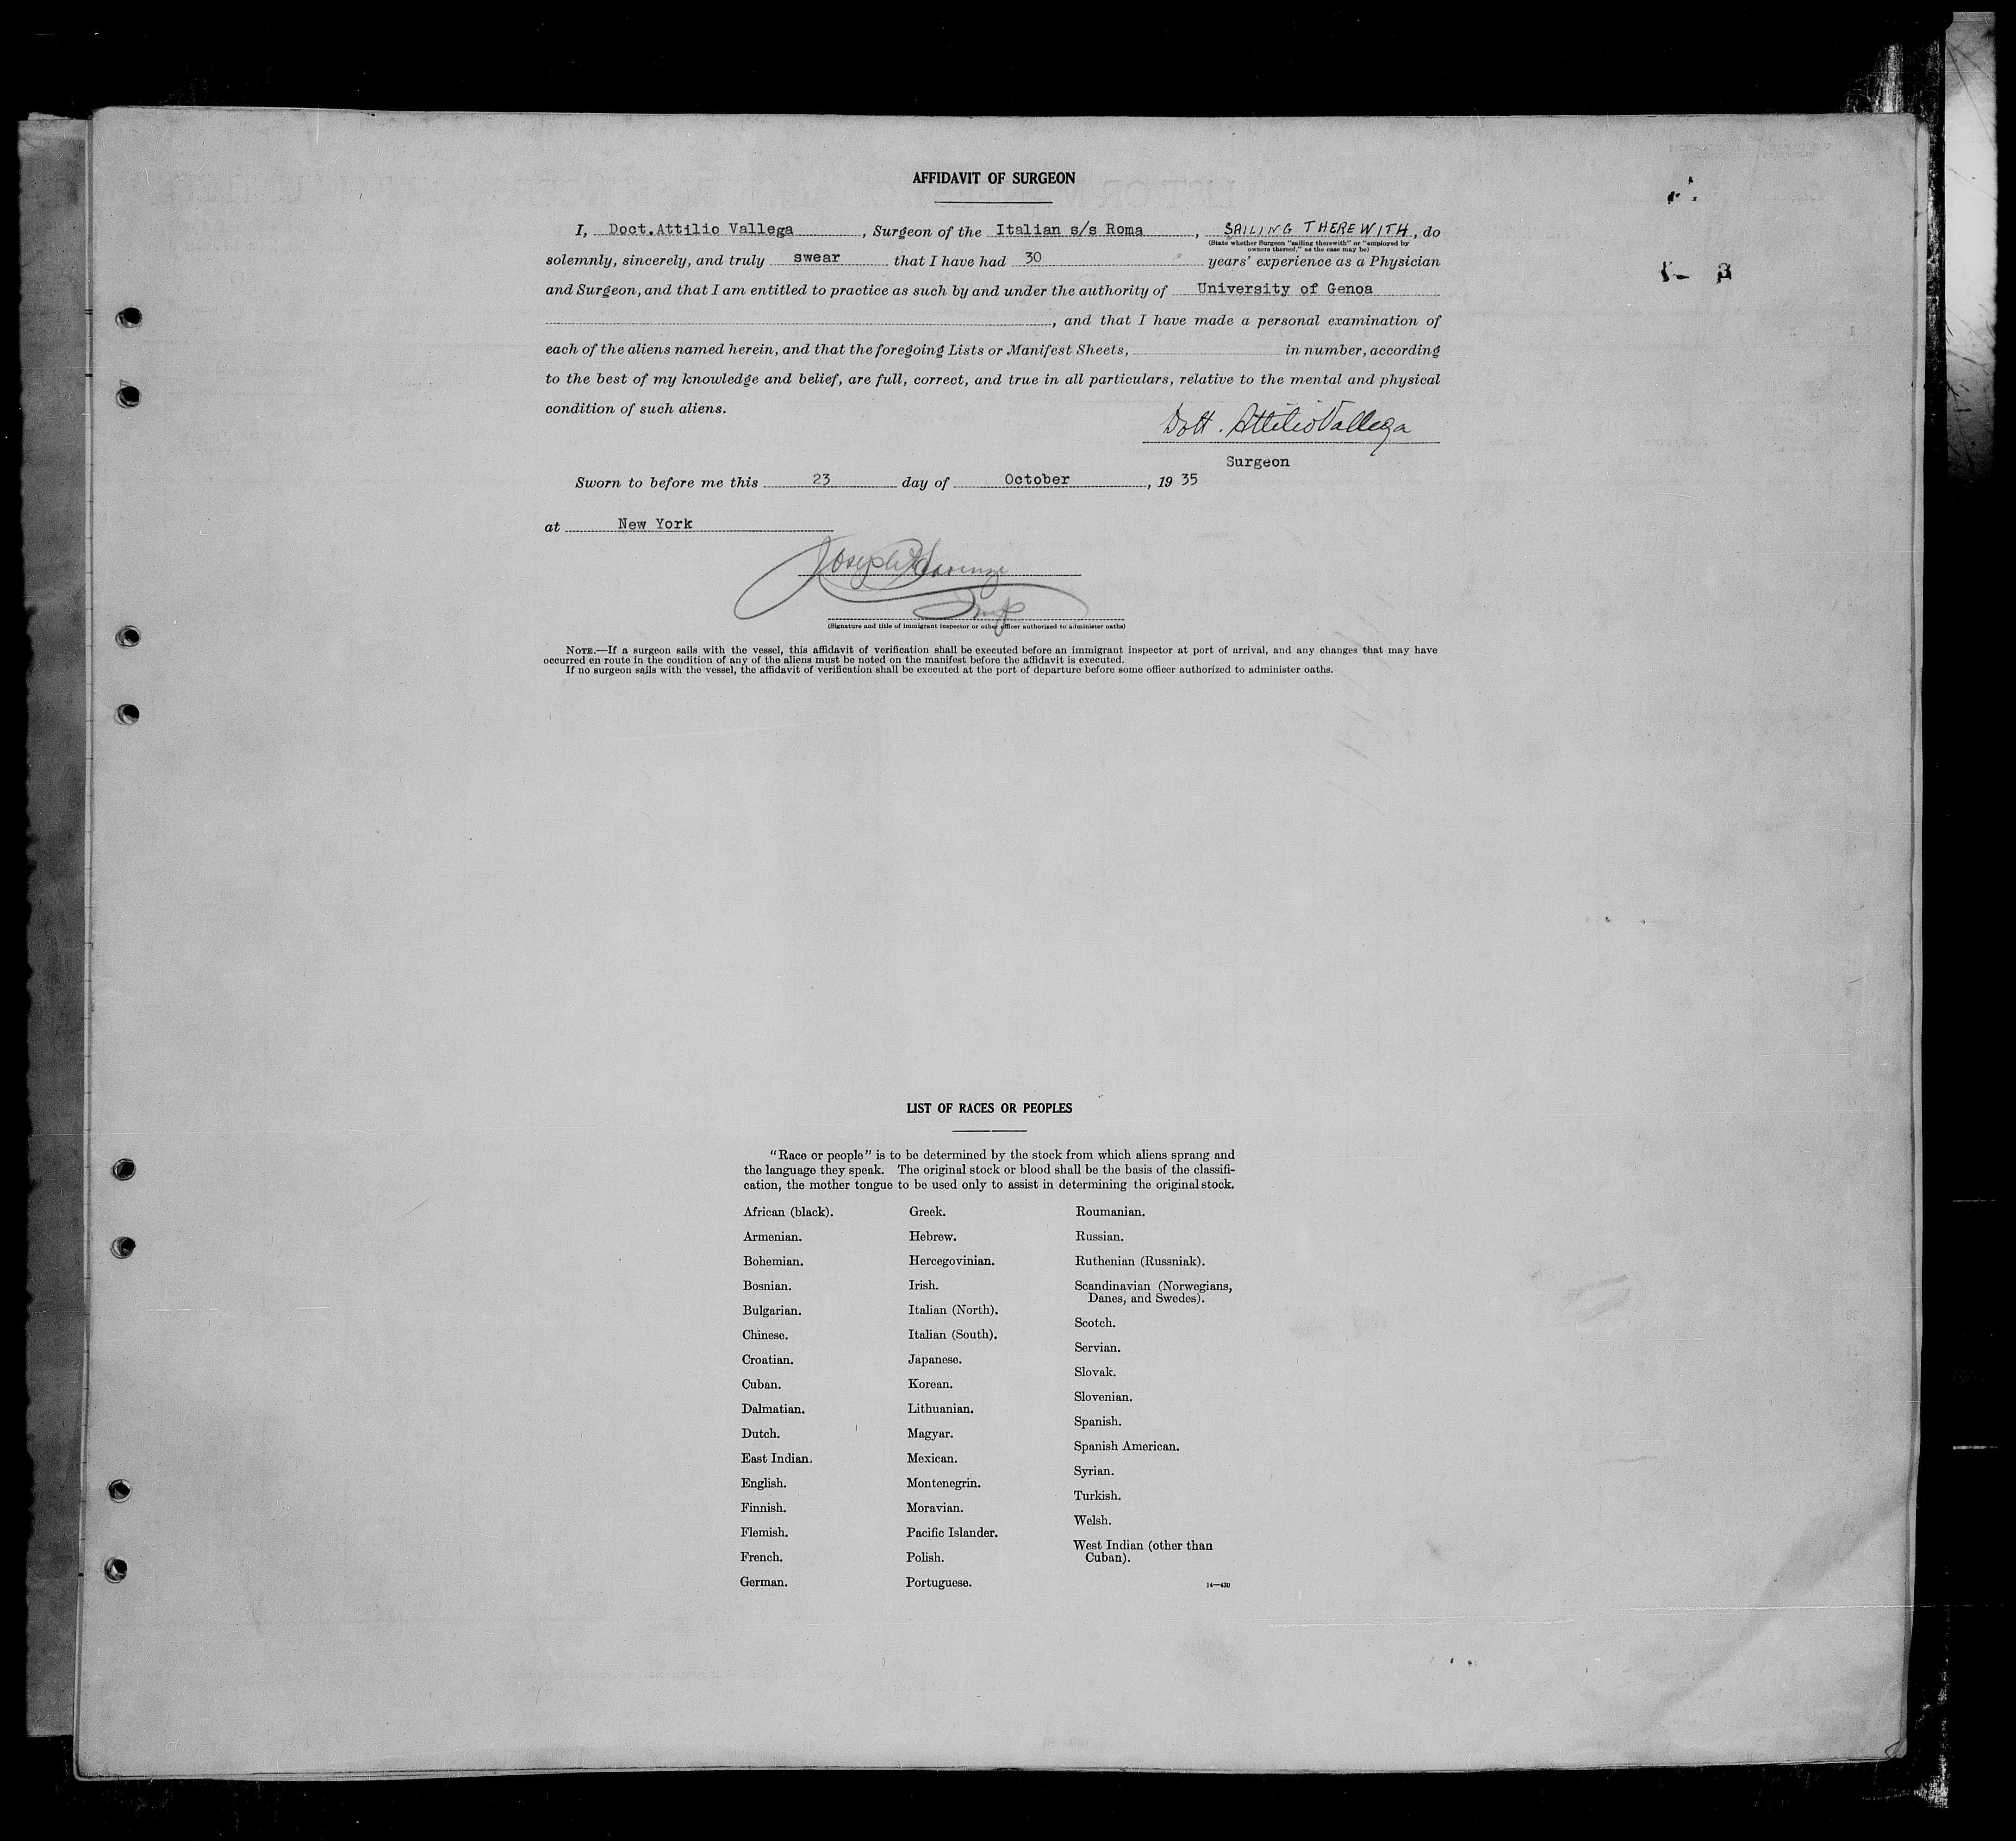 AFFIDAVIT OF SURGEON
I, Doct.Attilio Vallega, Surgeon of the Italian s/s Roma, SAILING THEREWITH, do
(State whether Surgeon "sailing therewith" or "employed by
owners thereof," as the case may be)
solemnly, sincerely, and truly swear that I have had 30 years' experience as a Physician
and Surgeon, and that I am entitled to practice as such by and under the authority of University of Genoa
, and that I have made a personal examination of
each of the aliens named herein, and that the foregoing Lists or Manifest Sheets, in number, according
to the best of my knowledge and belief, are full, correct, and true in all particulars, relative to the mental and physical
condition of such aliens.
Dott. Attilio Vallega
Surgeon
Sworn to before me this 23 day of October, 1935
at New York
Joseph
Insp
(Signature and title of immigrant inspector or other officer authorized to administer oaths)
NOTE.—If a surgeon sails with the vessel, this affidavit of verification shall be executed before an immigrant inspector at port of arrival, and any changes that may have
occurred en route in the condition of any of the aliens must be noted on the manifest before the affidavit is executed.
If no surgeon sails with the vessel, the affidavit of verification shall be executed at the port of departure before some officer authorized to administer oaths.
LIST OF RACES OR PEOPLES
"Race or people" is to be determined by the stock from which aliens sprang and
the language they speak. The original stock or blood shall be the basis of the classifi-
cation, the mother tongue to be used only to assist in determining the original stock.
African (black).
Armenian.
Bohemian.
Bosnian.
Bulgarian.
Chinese.
Croatian.
Cuban.
Dalmatian.
Dutch.
East Indian.
English.
Finnish.
Flemish.
French.
German.
Greek.
Hebrew.
Hercegovinian.
Irish.
Italian (North).
Italian (South).
Japanese.
Korean.
Lithuanian.
Magyar.
Mexican.
Montenegrin.
Moravian.
Pacific Islander.
Polish.
Portuguese.
Roumanian.
Russian.
Ruthenian (Russniak).
Scandinavian (Norwegians,
Danes, and Swedes).
Scotch.
Servian.
Slovak.
Slovenian.
Spanish.
Spanish American.
Syrian.
Turkish.
Welsh.
West Indian (other than
Cuban).
14—430